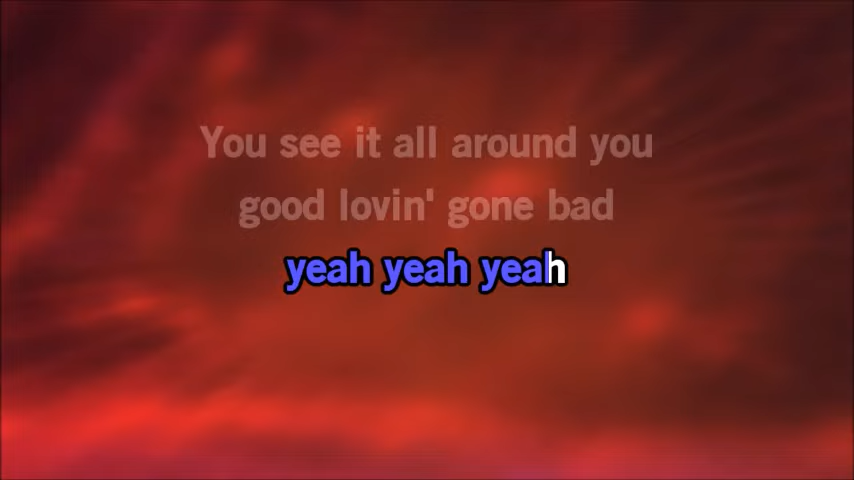 You see it all around you
good lovin' gone bad
yeah yeah yeah